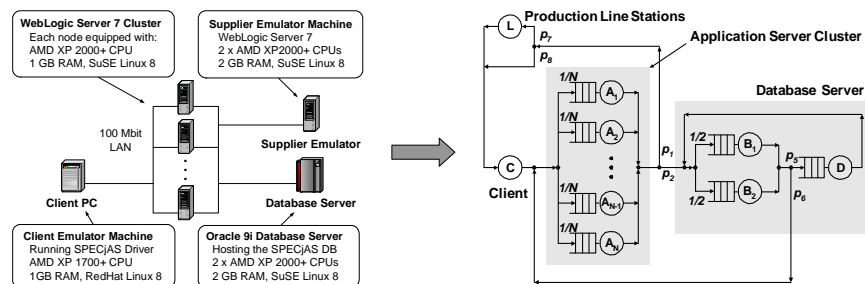 WebLogic Server 7 Cluster
Each node equipped with:
AMD XP 2000+ CPU
1 GB RAM, SuSE Linux 8
Supplier Emulator Machine
WebLogic Server 7
2 x AMD XP2000+ CPUs
2 GB RAM, SuSE Linux 8
100 Mbit
LAN
Supplier Emulator
Client PC
Database Server
Client Emulator Machine
Running SPECjAS Driver
AMD XP 1700+ CPU
1GB RAM, RedHat Linux 8
Oracle 9i Database Server
Hosting the SPECjAS DB
2 x AMD XP 2000+ CPUs
2 GB RAM, SuSE Linux 8
Production Line Stations
L
p7
p8
Application Server Cluster
1/N
A1
1/N
A2
Database Server
C
Client
p1
p2
1/2
B1
p5
D
1/2
B2
p6
1/N
AN-1
1/N
AN